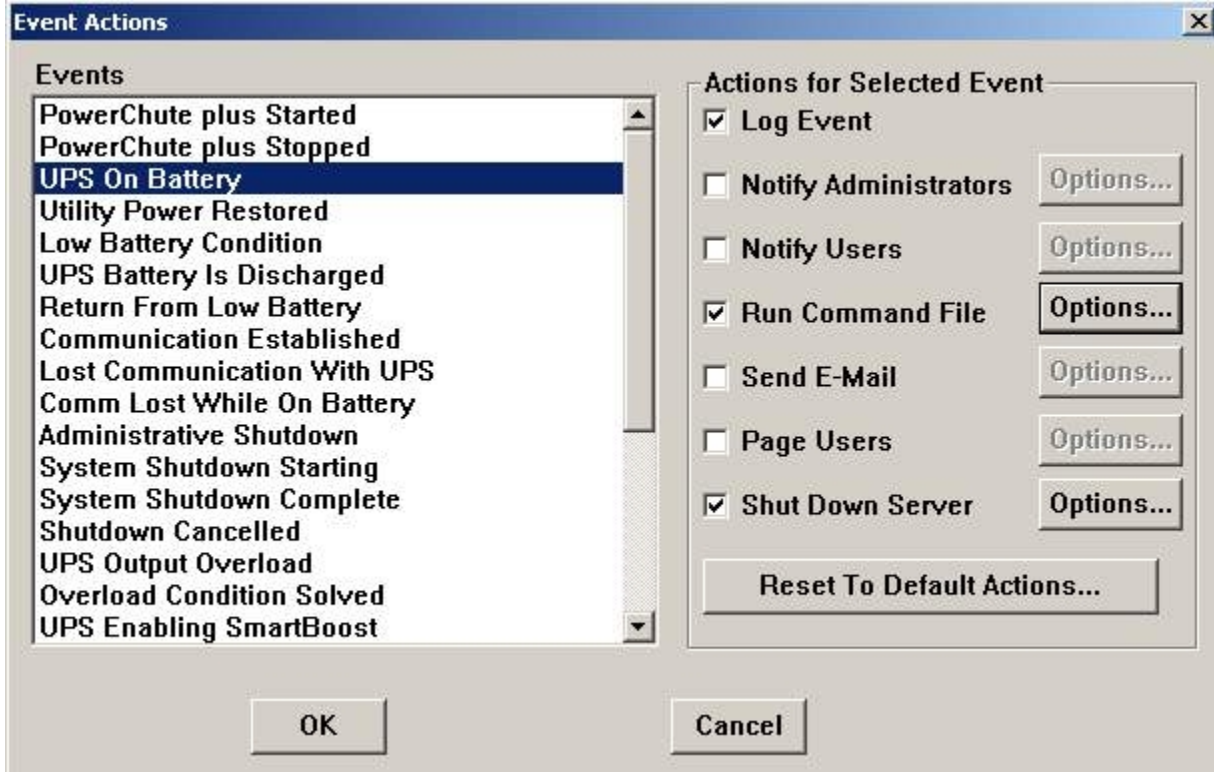 Event Actions
Events
PowerChute plus Started
PowerChute plus Stopped
UPS On Battery
Utility Power Restored
Low Battery Condition
UPS Battery Is Discharged
Return From Low Battery
Communication Established
Lost Communication With UPS
Comm Lost While On Battery
Administrative Shutdown
System Shutdown Starting
System Shutdown Complete
Shutdown Cancelled
UPS Output Overload
Overload Condition Solved
UPS Enabling SmartBoost
Actions for Selected Event
Log Event
Notify Administrators Options...
Notify Users Options...
Run Command File Options...
Send E-Mail Options...
Page Users Options...
Shut Down Server Options...
Reset To Default Actions...
OK Cancel